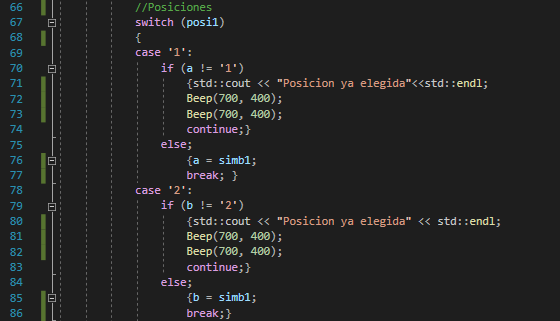 66 //Posiciones
67 switch (posi1)
68 {
69 case '1':
70 if (a != '1')
71 {std::cout << "Posicion ya elegida"<<std::endl;
72 Beep(700, 400);
73 Beep(700, 400);
74 continue;}
75 else;
76 {a = simb1;
77 break; }
78 case '2':
79 if (b != '2')
80 {std::cout << "Posicion ya elegida" << std::endl;
81 Beep(700, 400);
82 Beep(700, 400);
83 continue;}
84 else;
85 {b = simb1;
86 break;}